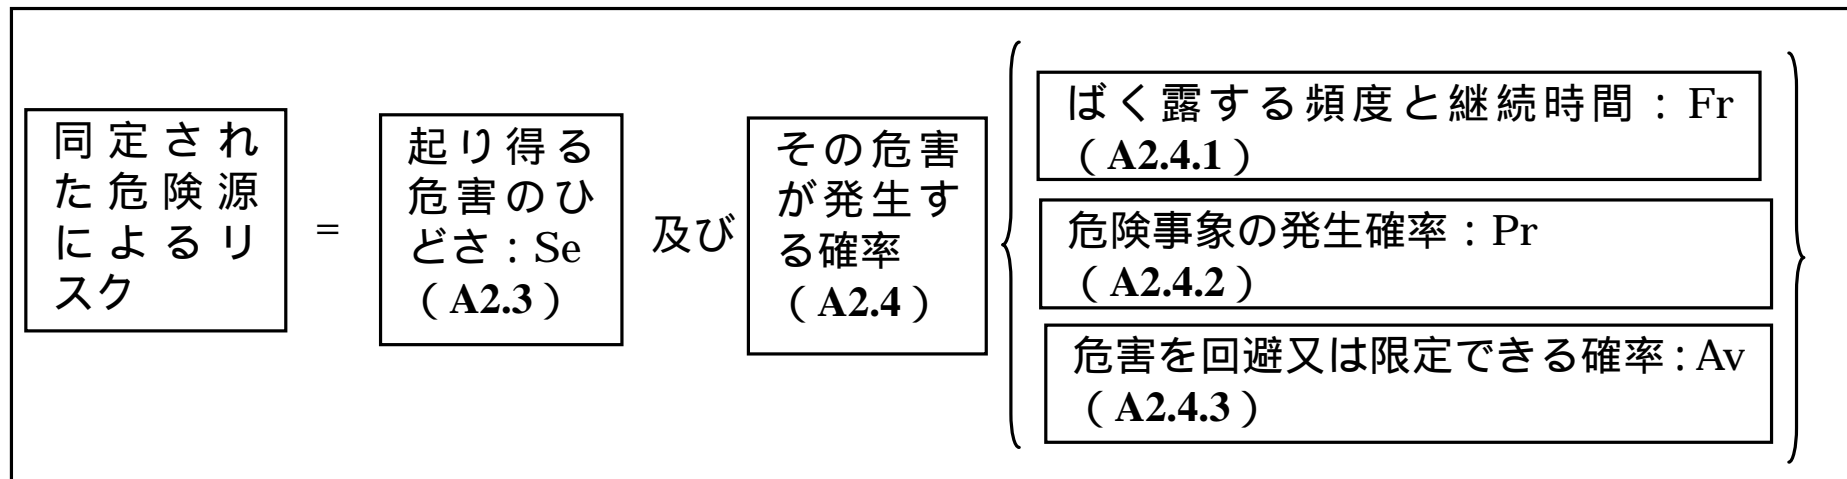 同定され
た危険源
によるリ
スク
=
起り得る
危害のひ
どさ：Se
（A2.3）
及び
その危害
が発生す
る確率
（A2.4）
ばく露する頻度と継続時間：Fr
（A2.4.1）
危険事象の発生確率：Pr
（A2.4.2）
危害を回避又は限定できる確率：Av
（A2.4.3）